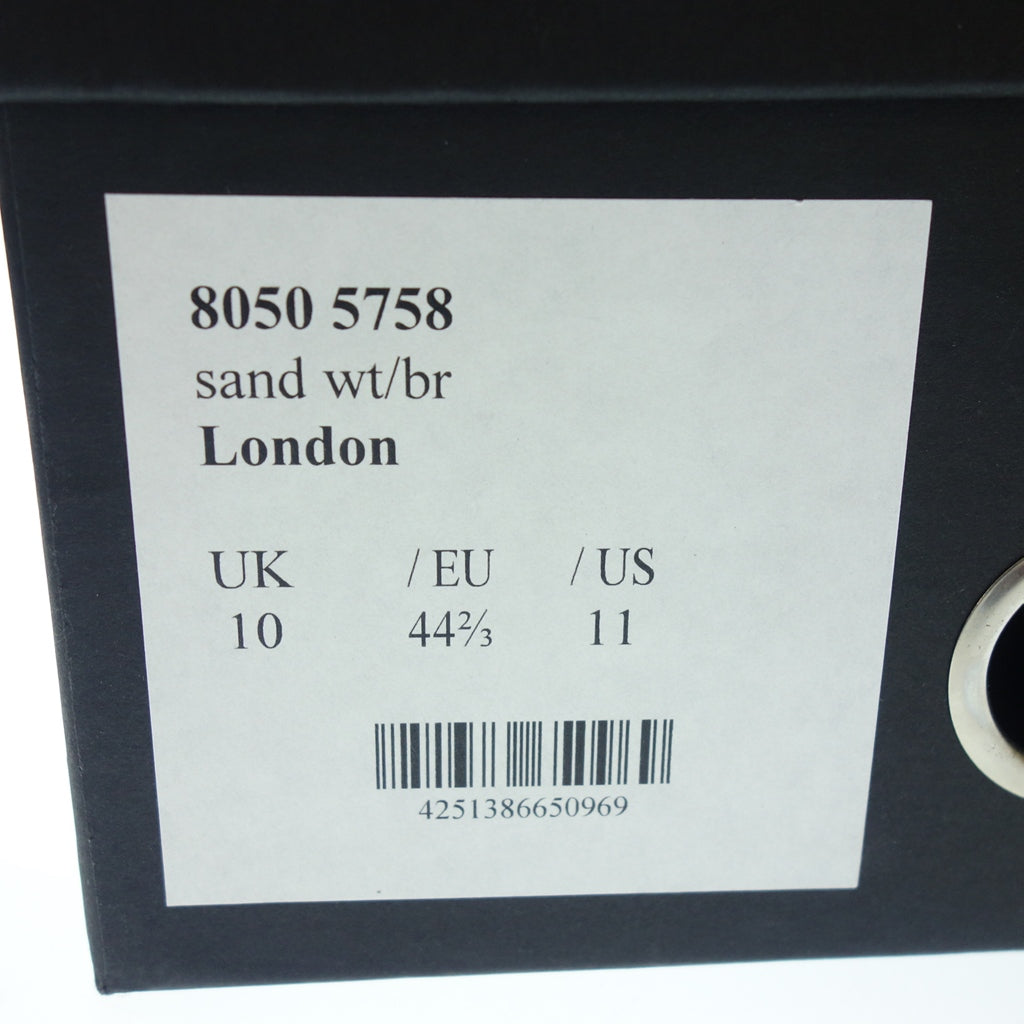 8050 5758
sand wt/br
London
UK / EU / US
10 44⅔ 11
4251386650969